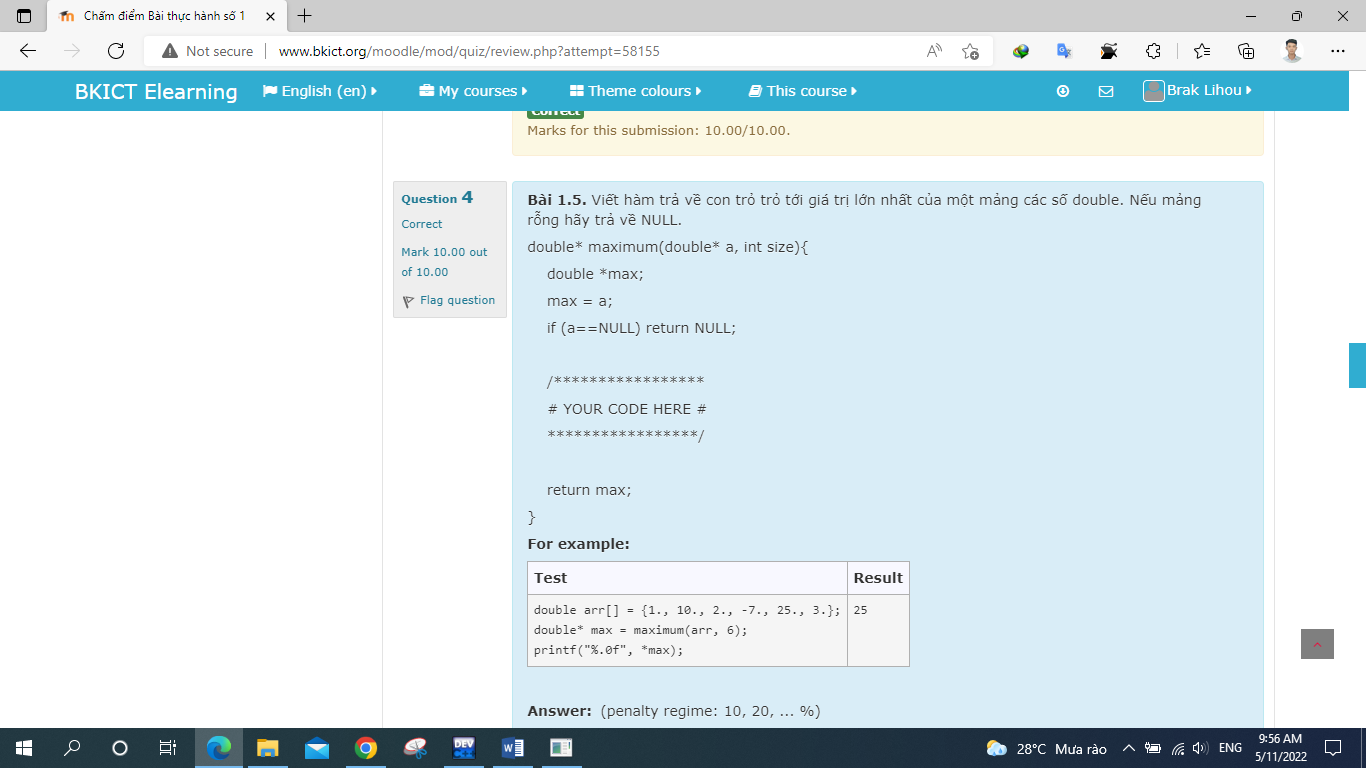 Chấm điểm Bài thực hành số 1
Not secure www.bkict.org/moodle/mod/quiz/review.php?attempt=58155
BKICT Elearning English (en) My courses Theme colours This course Brak Lihou
Correct
Marks for this submission: 10.00/10.00.
Question 4
Correct
Mark 10.00 out
of 10.00
Flag question
Bài 1.5. Viết hàm trả về con trỏ trỏ tới giá trị lớn nhất của một mảng các số double. Nếu mảng
rỗng hãy trả về NULL.
double* maximum(double* a, int size){
double *max;
max = a;
if (a==NULL) return NULL;
/*****************
# YOUR CODE HERE #
*****************/
return max;
}
For example:
Test Result
double arr[] = {1., 10., 2., -7., 25., 3.}; 25
double* max = maximum(arr, 6);
printf("%.0f", *max);
Answer: (penalty regime: 10, 20, ... %)
DEV
28°C Mưa rào ENG
9:56 AM
5/11/2022